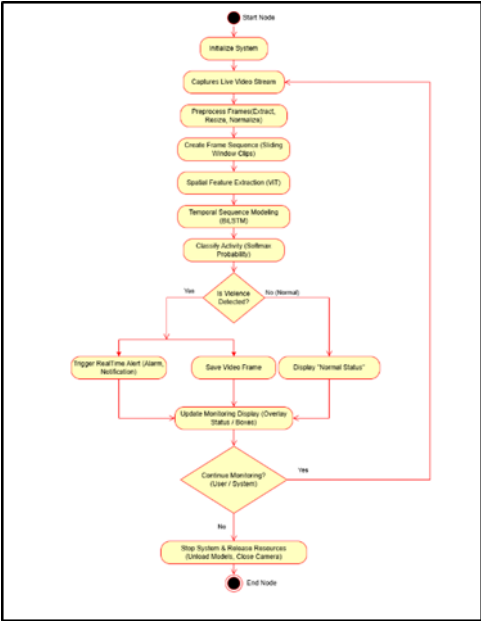 Start Node
Initialize System
Captures Live Video Stream
Preprocess Frames(Extract,
Resize, Normalize)
Create Frame Sequence (Sliding
Window Clips)
Spatial Feature Extraction (ViT)
Temporal Sequence Modeling
(BiLSTM)
Classify Activity (Softmax
Probability)
Is Violence
Detected?
Yes
No (Normal)
Trigger RealTime Alert (Alarm,
Notification)
Save Video Frame
Display "Normal Status"
Update Monitoring Display (Overlay
Status / Boxes)
Continue Monitoring?
(User / System)
Yes
No
Stop System & Release Resources
(Unload Models, Close Camera)
End Node